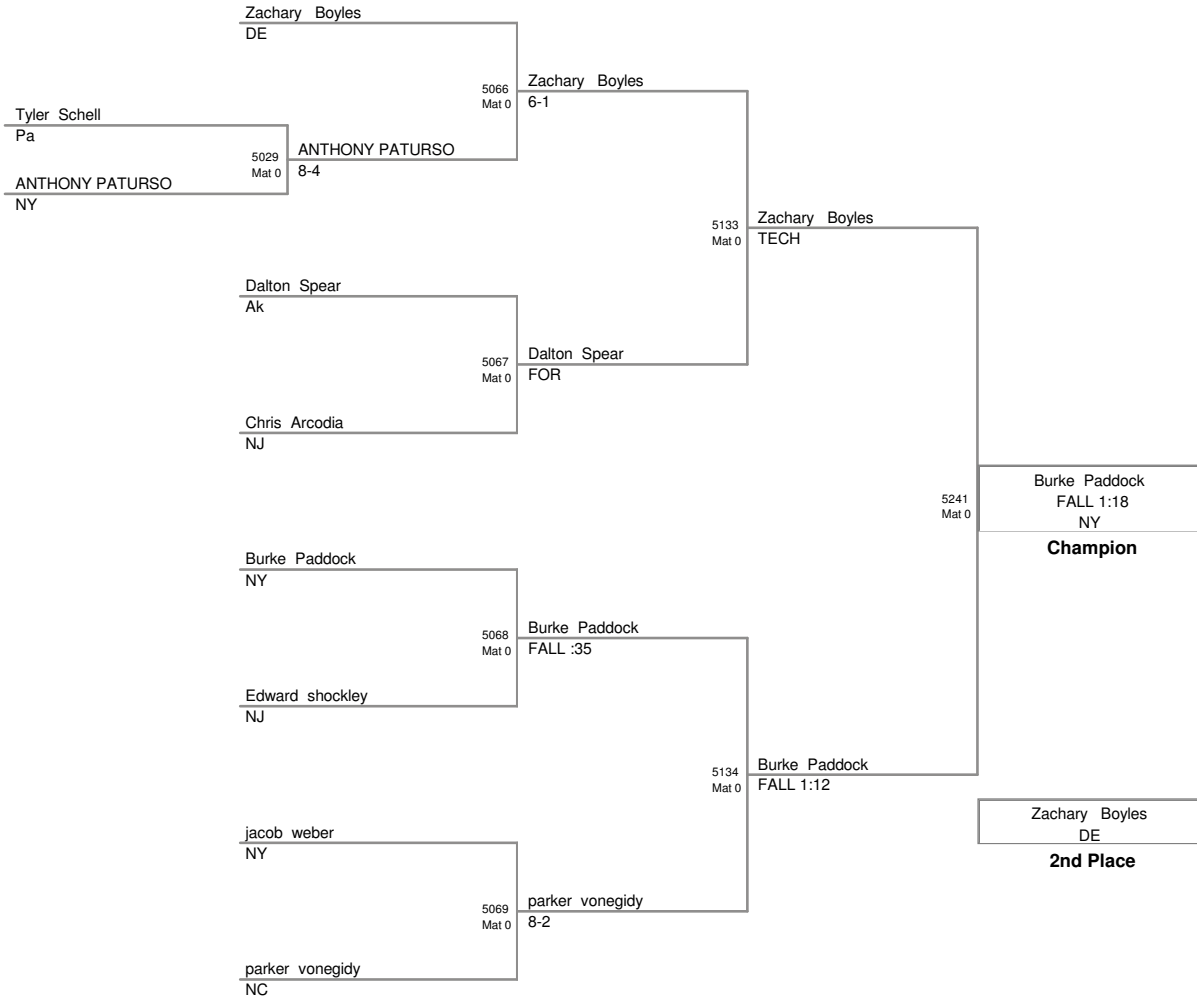 Zachary Boyles
DE
5066
Mat 0
Zachary Boyles
6-1
Tyler Schell
Pa
5029
Mat 0
ANTHONY PATURSO
8-4
ANTHONY PATURSO
NY
5133
Mat 0
Zachary Boyles
TECH
Dalton Spear
Ak
5067
Mat 0
Dalton Spear
FOR
Chris Arcodia
NJ
5241
Mat 0
Burke Paddock
FALL 1:18
NY
Champion
Burke Paddock
NY
5068
Mat 0
Burke Paddock
FALL :35
Edward shockley
NJ
5134
Mat 0
Burke Paddock
FALL 1:12
Zachary Boyles
DE
2nd Place
jacob weber
NY
5069
Mat 0
parker vonegidy
8-2
parker vonegidy
NC